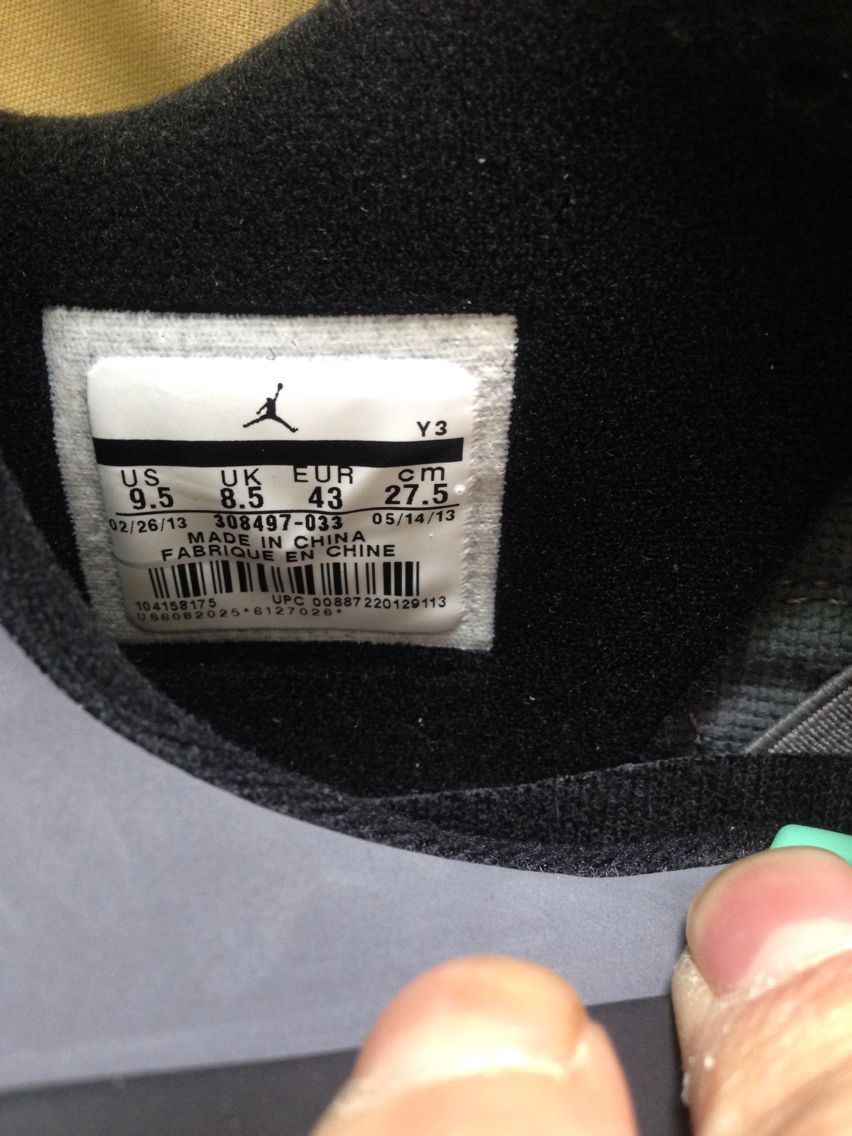 Y3
US UK EUR cm
9.5 8.5 43 27.5
02/26/13 308497-033 05/14/13
MADE IN CHINA
FABRIQUE EN CHINE
104158175 UPC 00887220129113
US6082025*6127026*